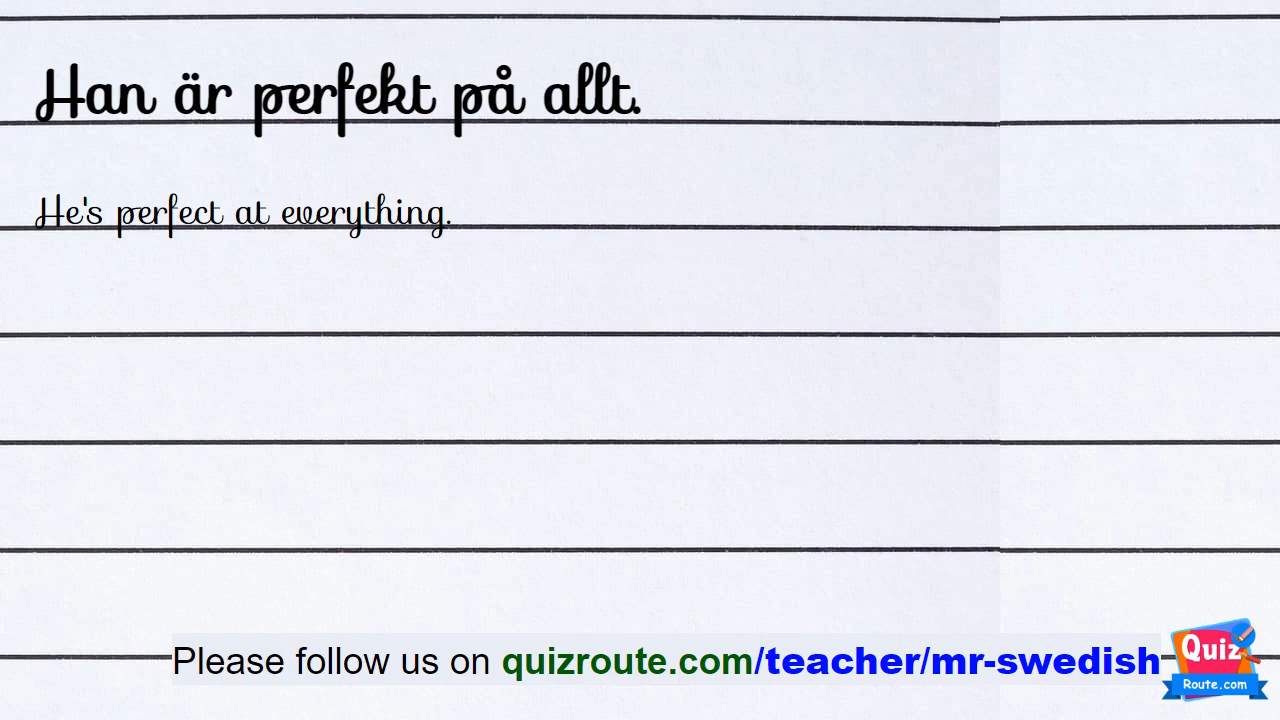 Han är perfekt på allt.
He's perfect at everything.
Please follow us on quizroute.com/teacher/mr-swedish
Quiz
Route.com